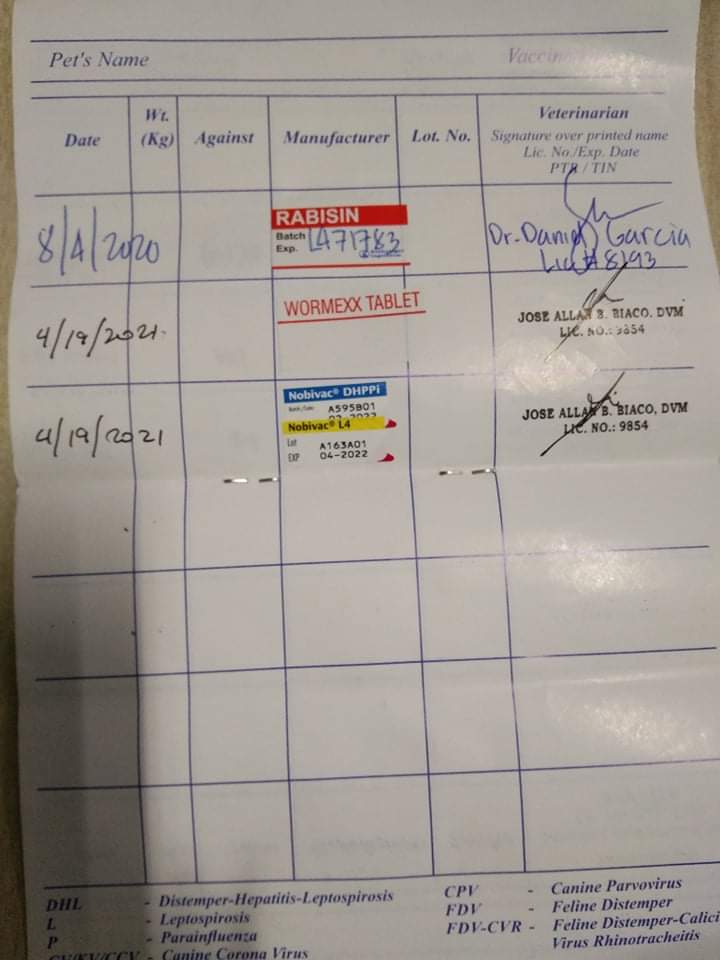 Pet's Name Vaccin
Date Wt. (Kg) Against Manufacturer Lot. No. Veterinarian
Signature over printed name
Lic. No./Exp. Date
PTR / TIN
8/4/2020 RABISIN
Batch L471783
Exp.
Dr. Daniel Garcia
Lic# 8193
4/19/2021. WORMEXX TABLET
JOSE ALLAN B. BIACO. DVM
LIC. NO.: 9854
4/19/2021 Nobivac® DHPPi
A595B01
Nobivac® L4
Lot A163A01
EXP 04-2022
JOSE ALLAN B. BIACO, DVM
LIC. NO.: 9854
DHL - Distemper-Hepatitis-Leptospirosis
L - Leptospirosis
P - Parainfluenza
- Canine Corona Virus
CPV - Canine Parvovirus
FDV - Feline Distemper
FDV-CVR - Feline Distemper-Calici
Virus Rhinotracheitis